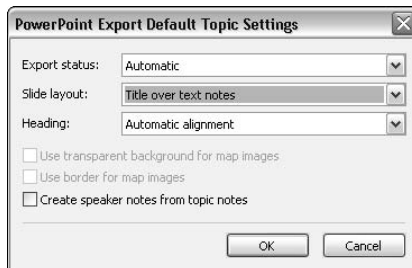 PowerPoint Export Default Topic Settings
Export status: Automatic
Slide layout: Title over text notes
Heading: Automatic alignment
Use transparent background for map images
Use border for map images
Create speaker notes from topic notes
OK Cancel